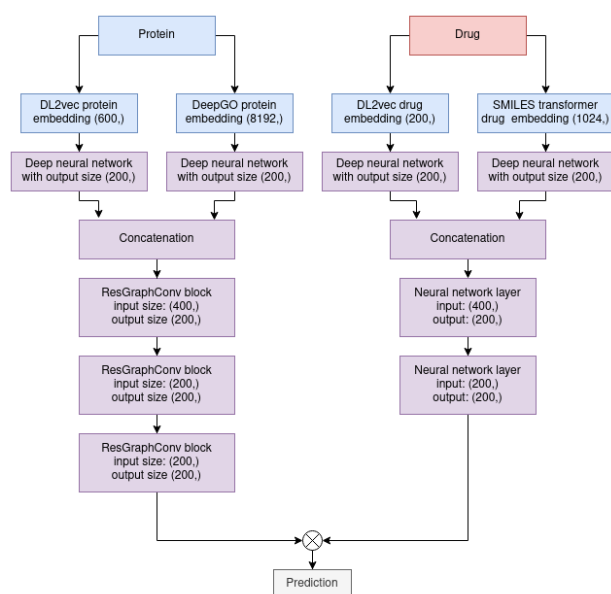 Protein
Drug
DL2vec protein
embedding (600,)
DeepGO protein
embedding (8192,)
DL2vec drug
embedding (200,)
SMILES transformer
drug embedding (1024,)
Deep neural network
with output size (200,)
Deep neural network
with output size (200,)
Deep neural network
with output size (200,)
Deep neural network
with output size (200,)
Concatenation
Concatenation
ResGraphConv block
input size: (400,)
output size (200,)
Neural network layer
input: (400,)
output: (200,)
ResGraphConv block
input size: (200,)
output size (200,)
Neural network layer
input: (200,)
output: (200,)
ResGraphConv block
input size: (200,)
output size (200,)
Prediction